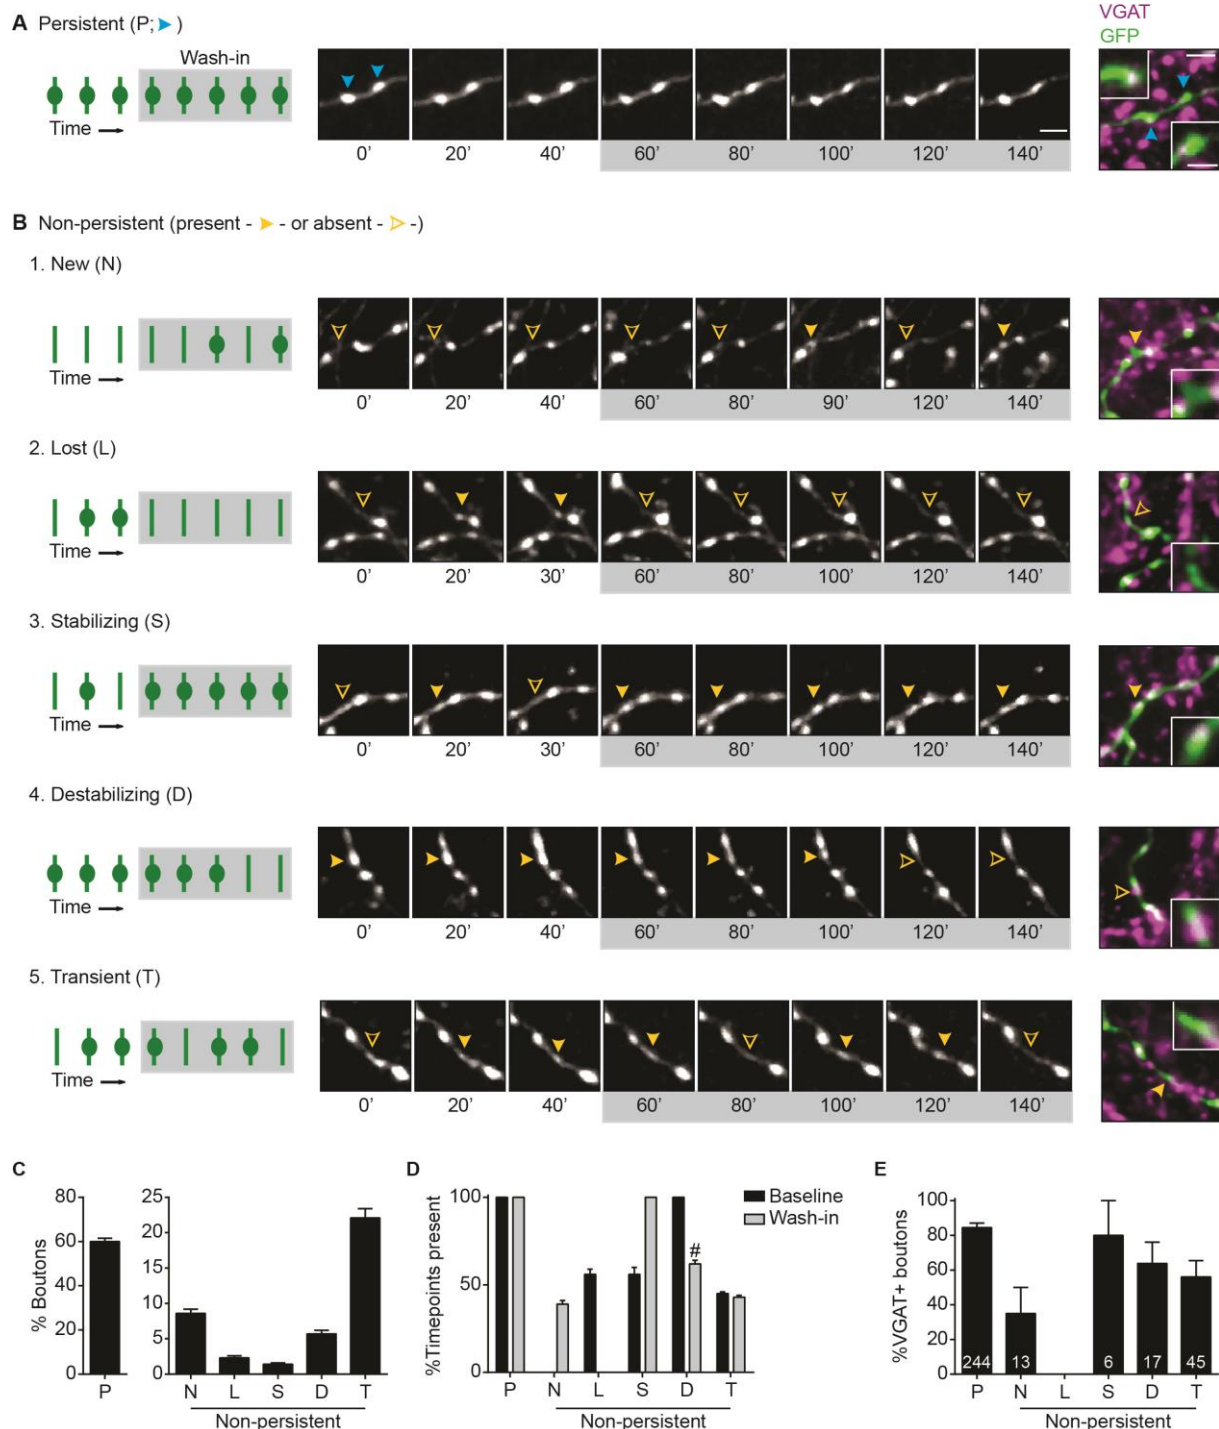 A Persistent (P; )
VGAT
GFP
Wash-in
Time
0' 20' 40' 60' 80' 100' 120' 140'
B Non-persistent (present - - or absent - -)
1. New (N)
Time
0' 20' 40' 60' 80' 90' 120' 140'
2. Lost (L)
Time
0' 20' 30' 60' 80' 100' 120' 140'
3. Stabilizing (S)
Time
0' 20' 30' 60' 80' 100' 120' 140'
4. Destabilizing (D)
Time
0' 20' 40' 60' 80' 100' 120' 140'
5. Transient (T)
Time
0' 20' 40' 60' 80' 100' 120' 140'
C
% Boutons
80
60
40
20
0
P
25
20
15
10
5
0
N L S D T
Non-persistent
D
%Timepoints present
100
50
0
#
Baseline
Wash-in
P N L S D T
Non-persistent
E
%VGAT+ boutons
100
80
60
40
20
0
244 13 6 17 45
P N L S D T
Non-persistent